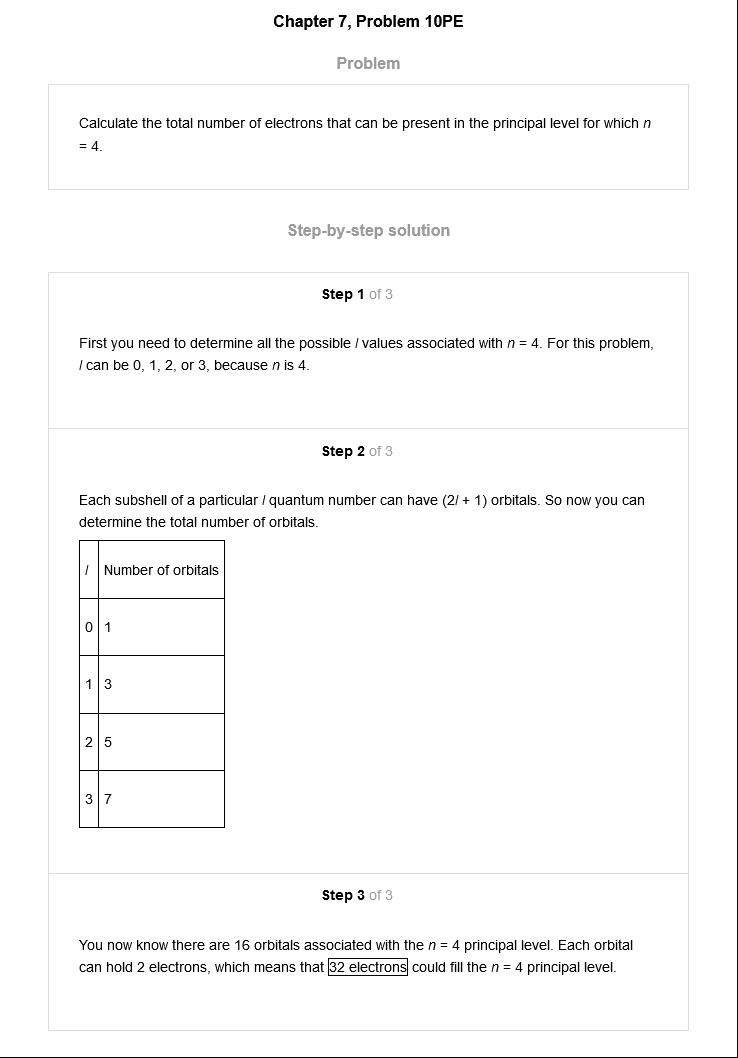 Chapter 7, Problem 10PE
Problem
Calculate the total number of electrons that can be present in the principal level for which n
= 4.
Step-by-step solution
Step 1 of 3
First you need to determine all the possible l values associated with n = 4. For this problem,
l can be 0, 1, 2, or 3, because n is 4.
Step 2 of 3
Each subshell of a particular l quantum number can have (2l + 1) orbitals. So now you can
determine the total number of orbitals.
l Number of orbitals
0 1
1 3
2 5
3 7
Step 3 of 3
You now know there are 16 orbitals associated with the n = 4 principal level. Each orbital
can hold 2 electrons, which means that 32 electrons could fill the n = 4 principal level.